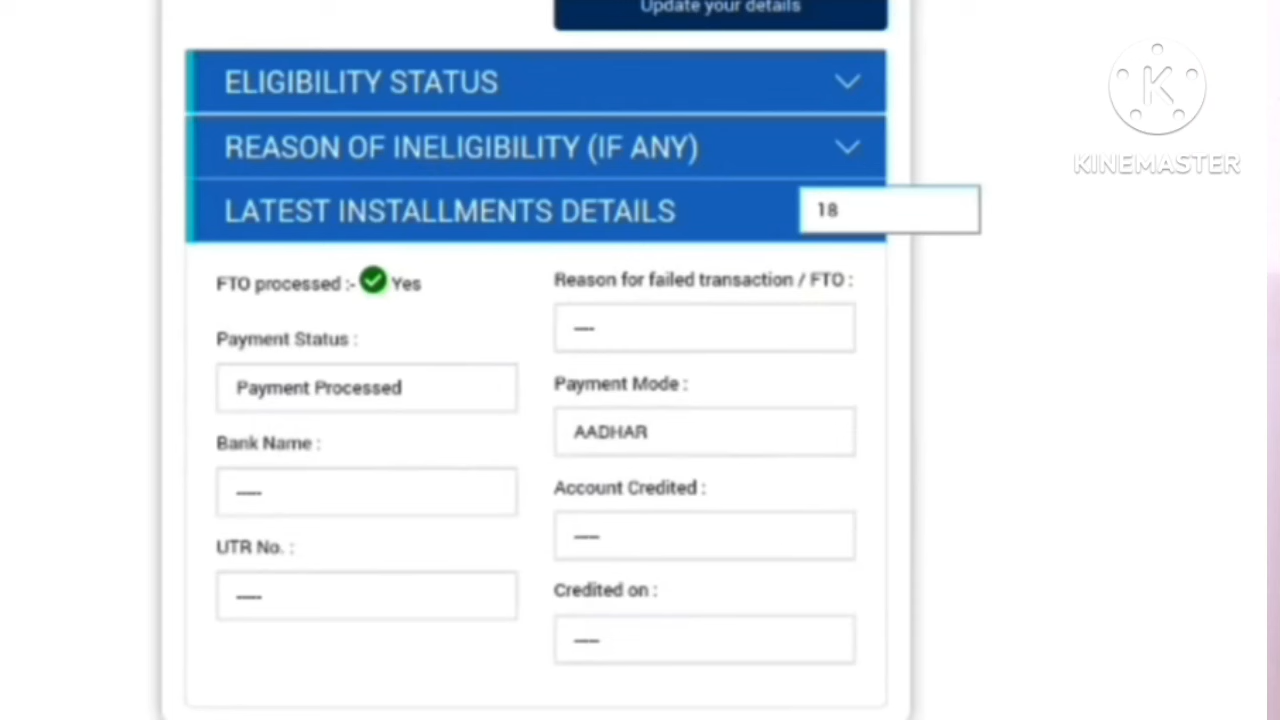 Update your details
ELIGIBILITY STATUS
REASON OF INELIGIBILITY (IF ANY)
LATEST INSTALLMENTS DETAILS
18
FTO processed :- Yes
Payment Status :
Payment Processed
Bank Name :
----
UTR No. :
----
Reason for failed transaction / FTO :
---
Payment Mode :
AADHAR
Account Credited :
----
Credited on :
----
K
KINEMASTER